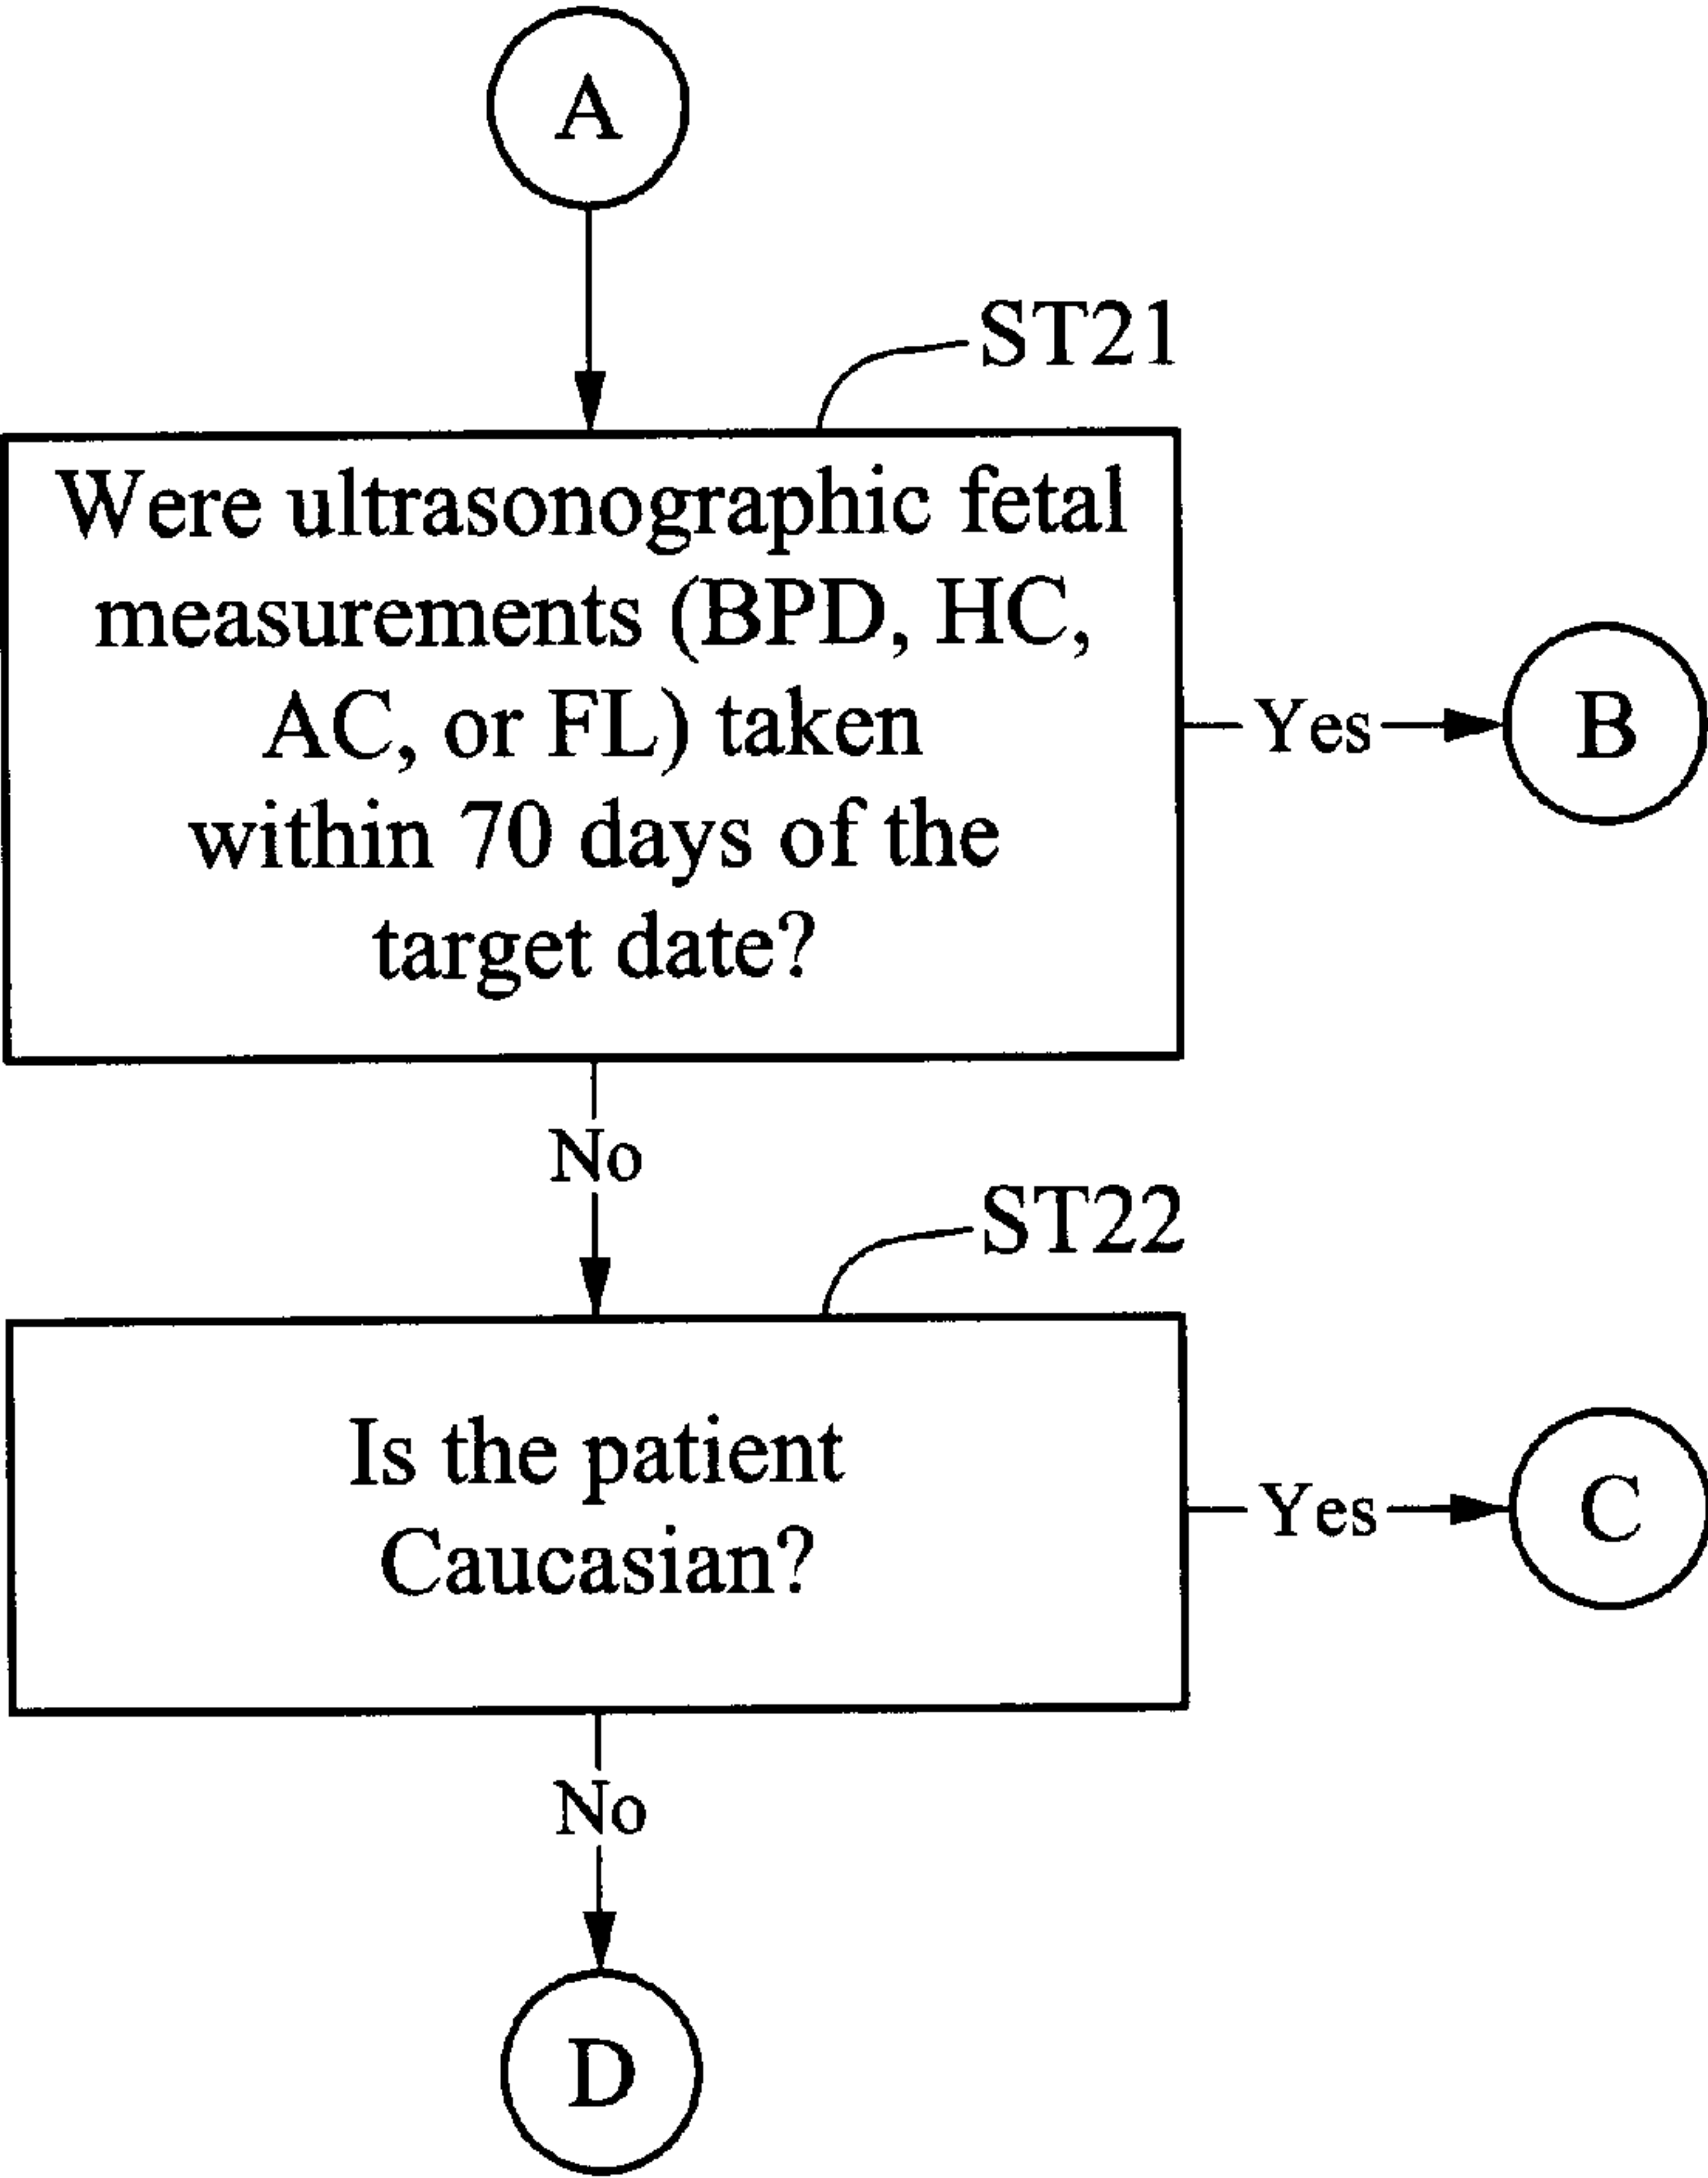 A
ST21
Were ultrasonographic fetal
measurements (BPD, HC,
AC, or FL) taken
within 70 days of the
target date?
Yes
B
No
ST22
Is the patient
Caucasian?
Yes
C
No
D